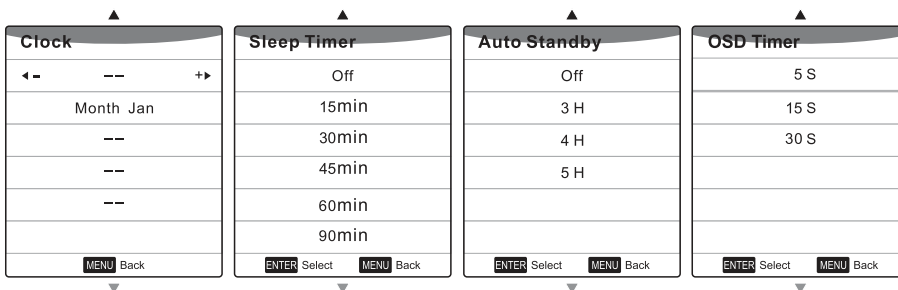 Clock
--
- +
Month Jan
--
--
--
MENU Back
Sleep Timer
Off
15min
30min
45min
60min
90min
ENTER Select MENU Back
Auto Standby
Off
3 H
4 H
5 H
ENTER Select MENU Back
OSD Timer
5 S
15 S
30 S
ENTER Select MENU Back